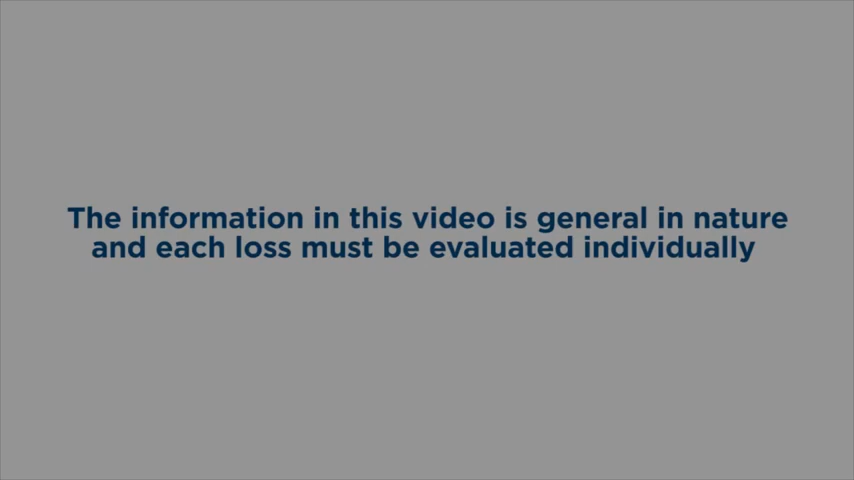 The information in this video is general in nature
and each loss must be evaluated individually